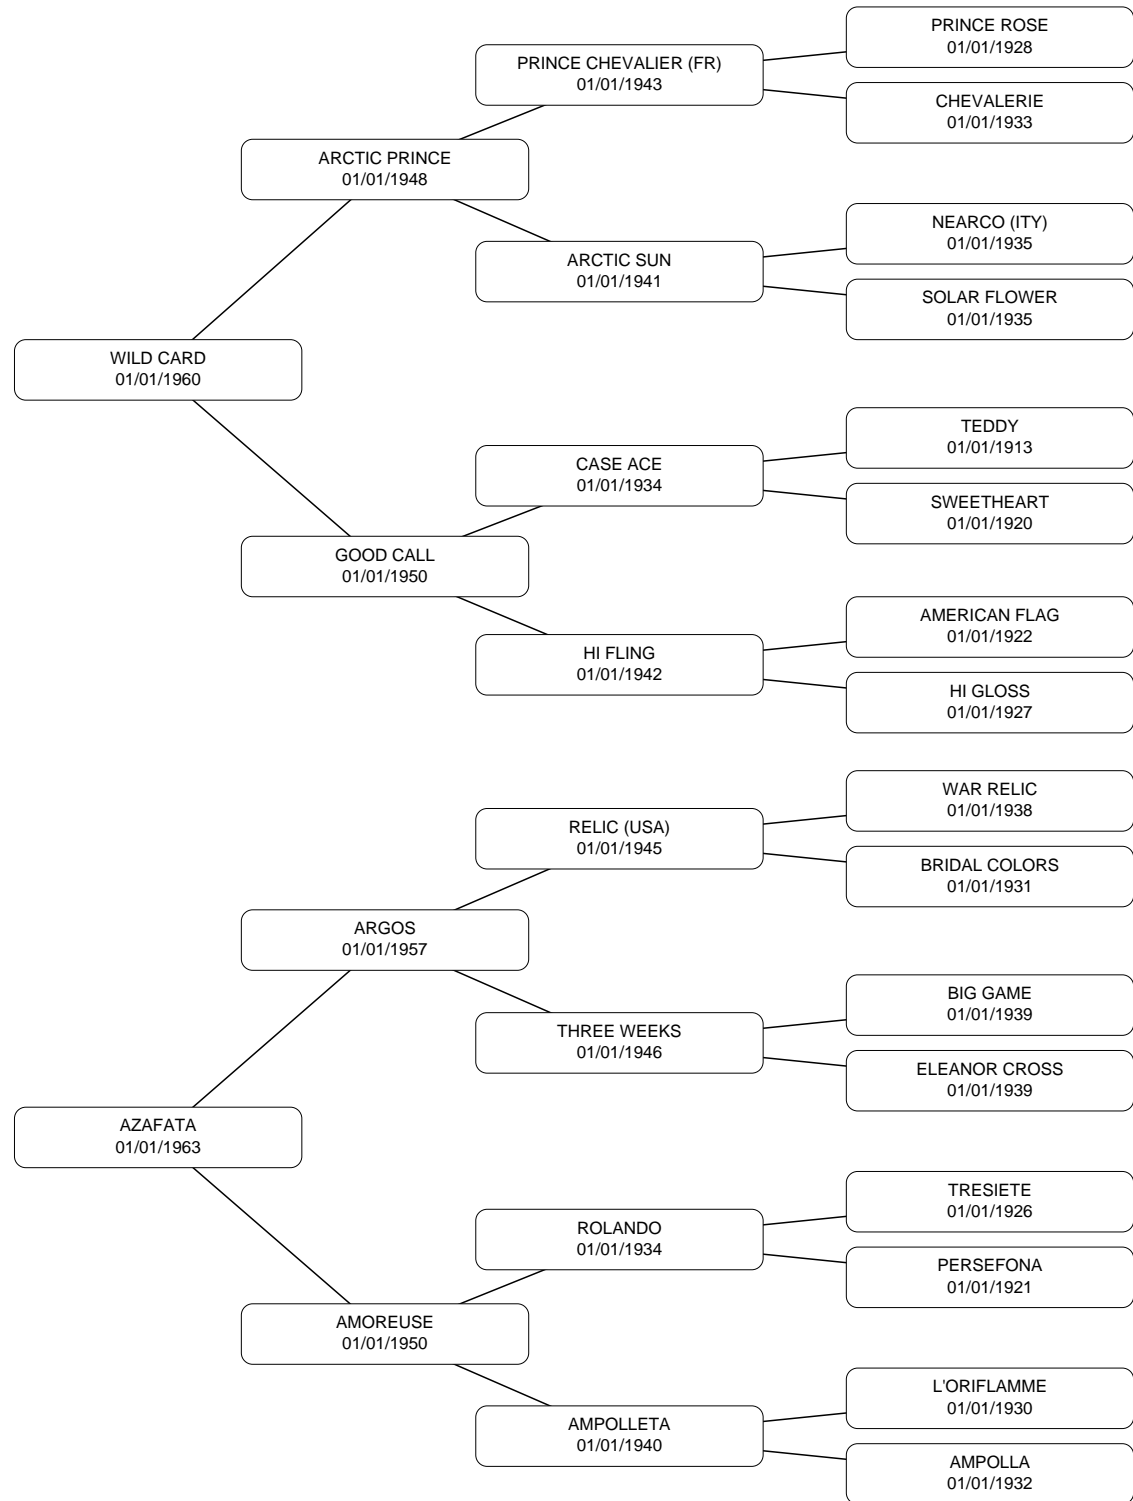 PRINCE ROSE
01/01/1928
PRINCE CHEVALIER (FR)
01/01/1943
CHEVALERIE
01/01/1933
ARCTIC PRINCE
01/01/1948
NEARCO (ITY)
01/01/1935
ARCTIC SUN
01/01/1941
SOLAR FLOWER
01/01/1935
WILD CARD
01/01/1960
TEDDY
01/01/1913
CASE ACE
01/01/1934
SWEETHEART
01/01/1920
GOOD CALL
01/01/1950
AMERICAN FLAG
01/01/1922
HI FLING
01/01/1942
HI GLOSS
01/01/1927
WAR RELIC
01/01/1938
RELIC (USA)
01/01/1945
BRIDAL COLORS
01/01/1931
ARGOS
01/01/1957
BIG GAME
01/01/1939
THREE WEEKS
01/01/1946
ELEANOR CROSS
01/01/1939
AZAFATA
01/01/1963
TRESIETE
01/01/1926
ROLANDO
01/01/1934
PERSEFONA
01/01/1921
AMOREUSE
01/01/1950
L'ORIFLAMME
01/01/1930
AMPOLLETA
01/01/1940
AMPOLLA
01/01/1932